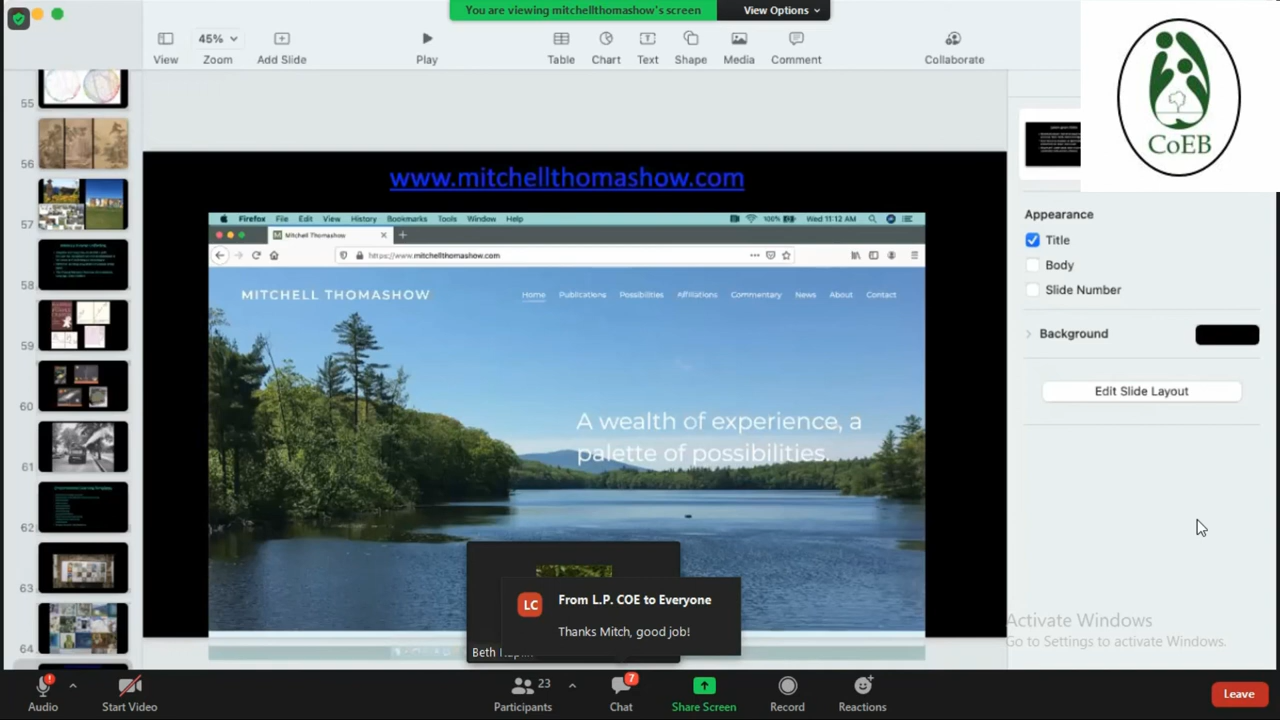 You are viewing mitchellthomashow's screen
View Options
View
45%
Zoom
Add Slide
Play
Table
Chart
Text
Shape
Media
Comment
Collaborate
CoEB
55
56
57
58
59
60
61
62
63
64
www.mitchellthomashow.com
Firefox File Edit View History Bookmarks Tools Window Help
100%
Wed 11:12 AM
Mitchell Thomashow
https://www.mitchellthomashow.com
MITCHELL THOMASHOW
Home Publications Possibilities Affiliations Commentary News About Contact
A wealth of experience, a
palette of possibilities.
Appearance
Title
Body
Slide Number
Background
Edit Slide Layout
LC
From L.P. COE to Everyone
Thanks Mitch, good job!
Beth
Activate Windows
Go to Settings to activate Windows.
Audio
Start Video
23
Participants
7
Chat
Share Screen
Record
Reactions
Leave